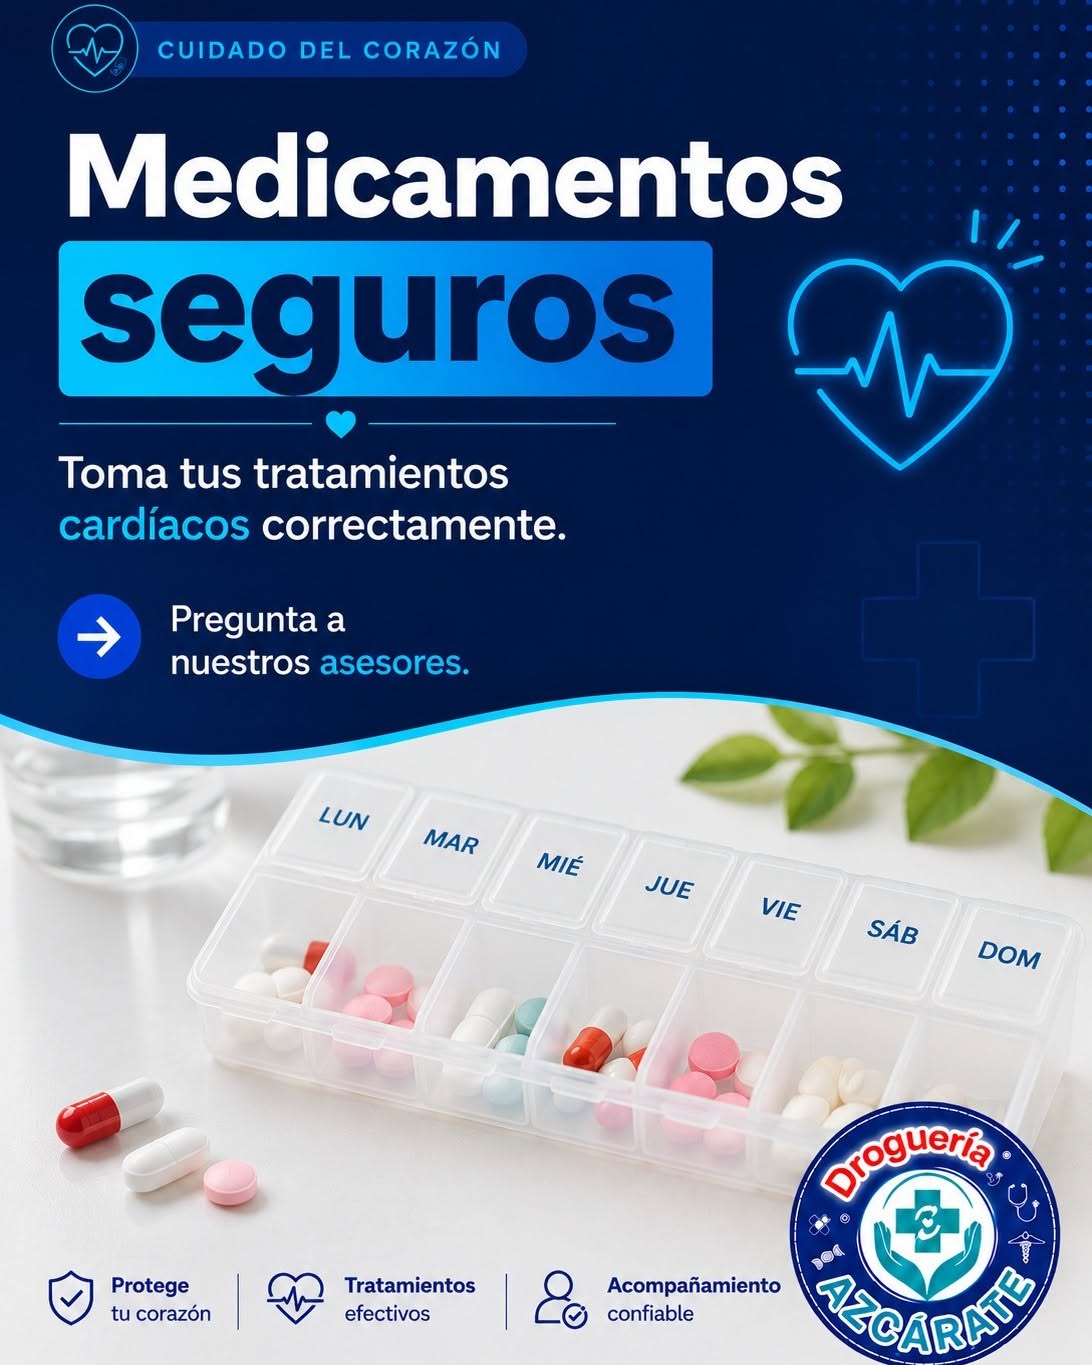 CUIDADO DEL CORAZÓN
Medicamentos
seguros
Toma tus tratamientos
cardíacos correctamente.
Pregunta a
nuestros asesores.
LUN
MAR
MIÉ
JUE
VIE
SÁB
DOM
Protege
tu corazón
Tratamientos
efectivos
Acompañamiento
confiable
Droguería
AZCÁRATE